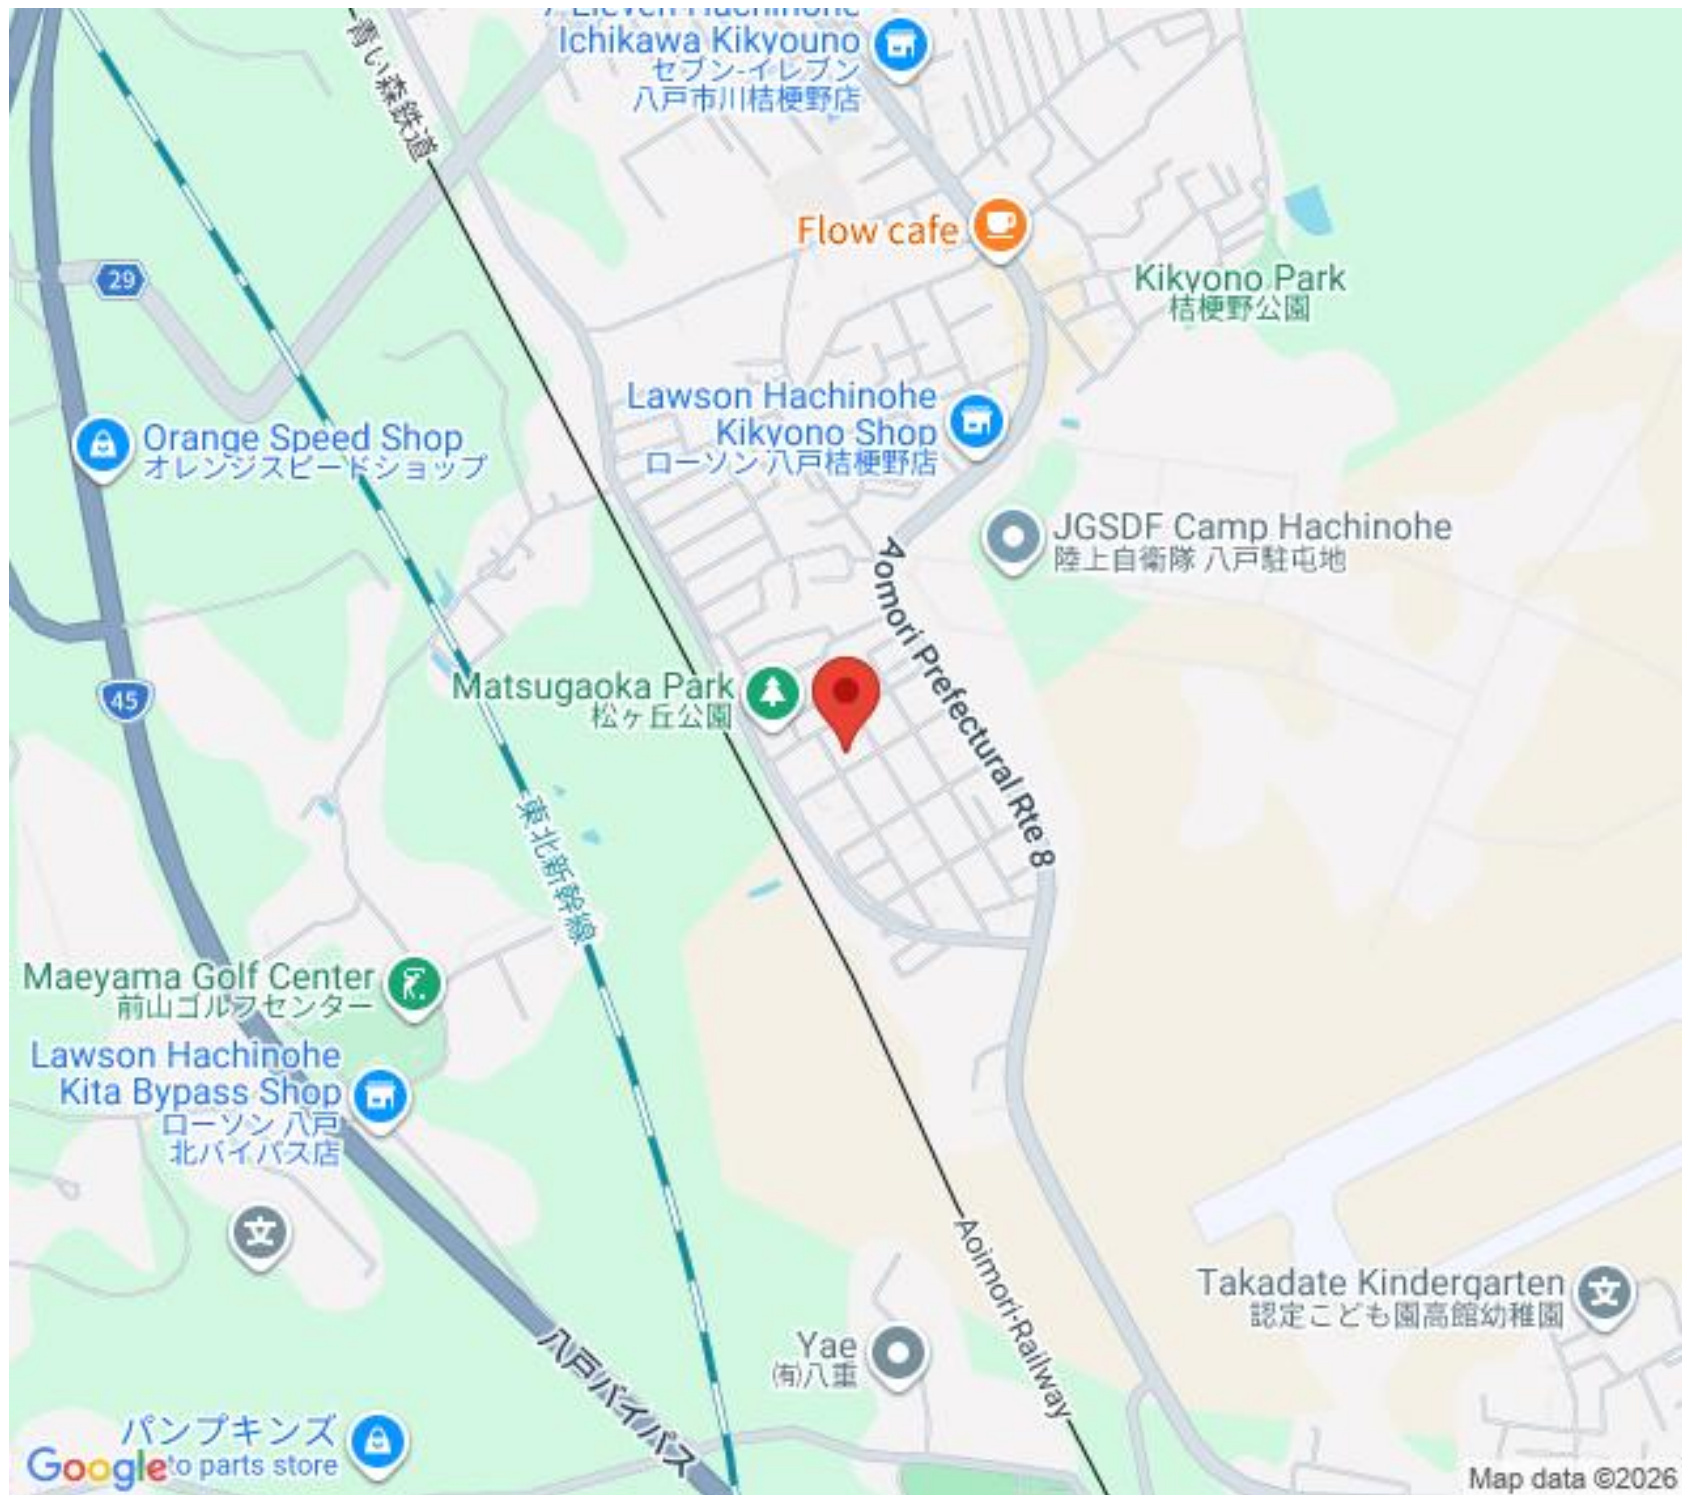 7-Eleven Hachinohe
Ichikawa Kikyouno
セブン-イレブン
八戸市川桔梗野店
青い森鉄道
Flow cafe
29
Kikyono Park
桔梗野公園
Lawson Hachinohe
Kikyono Shop
ローソン 八戸桔梗野店
Orange Speed Shop
オレンジスピードショップ
JGSDF Camp Hachinohe
陸上自衛隊 八戸駐屯地
Aomori Prefectural Rte 8
45
Matsugaoka Park
松ヶ丘公園
東北新幹線
Maeyama Golf Center
前山ゴルフセンター
Lawson Hachinohe
Kita Bypass Shop
ローソン 八戸
北バイパス店
文
Aoimori-Railway
Takadate Kindergarten
認定こども園高館幼稚園
文
Yae
㈲八重
八戸バイパス
パンプキンズ
to parts store
Google
Map data ©2026